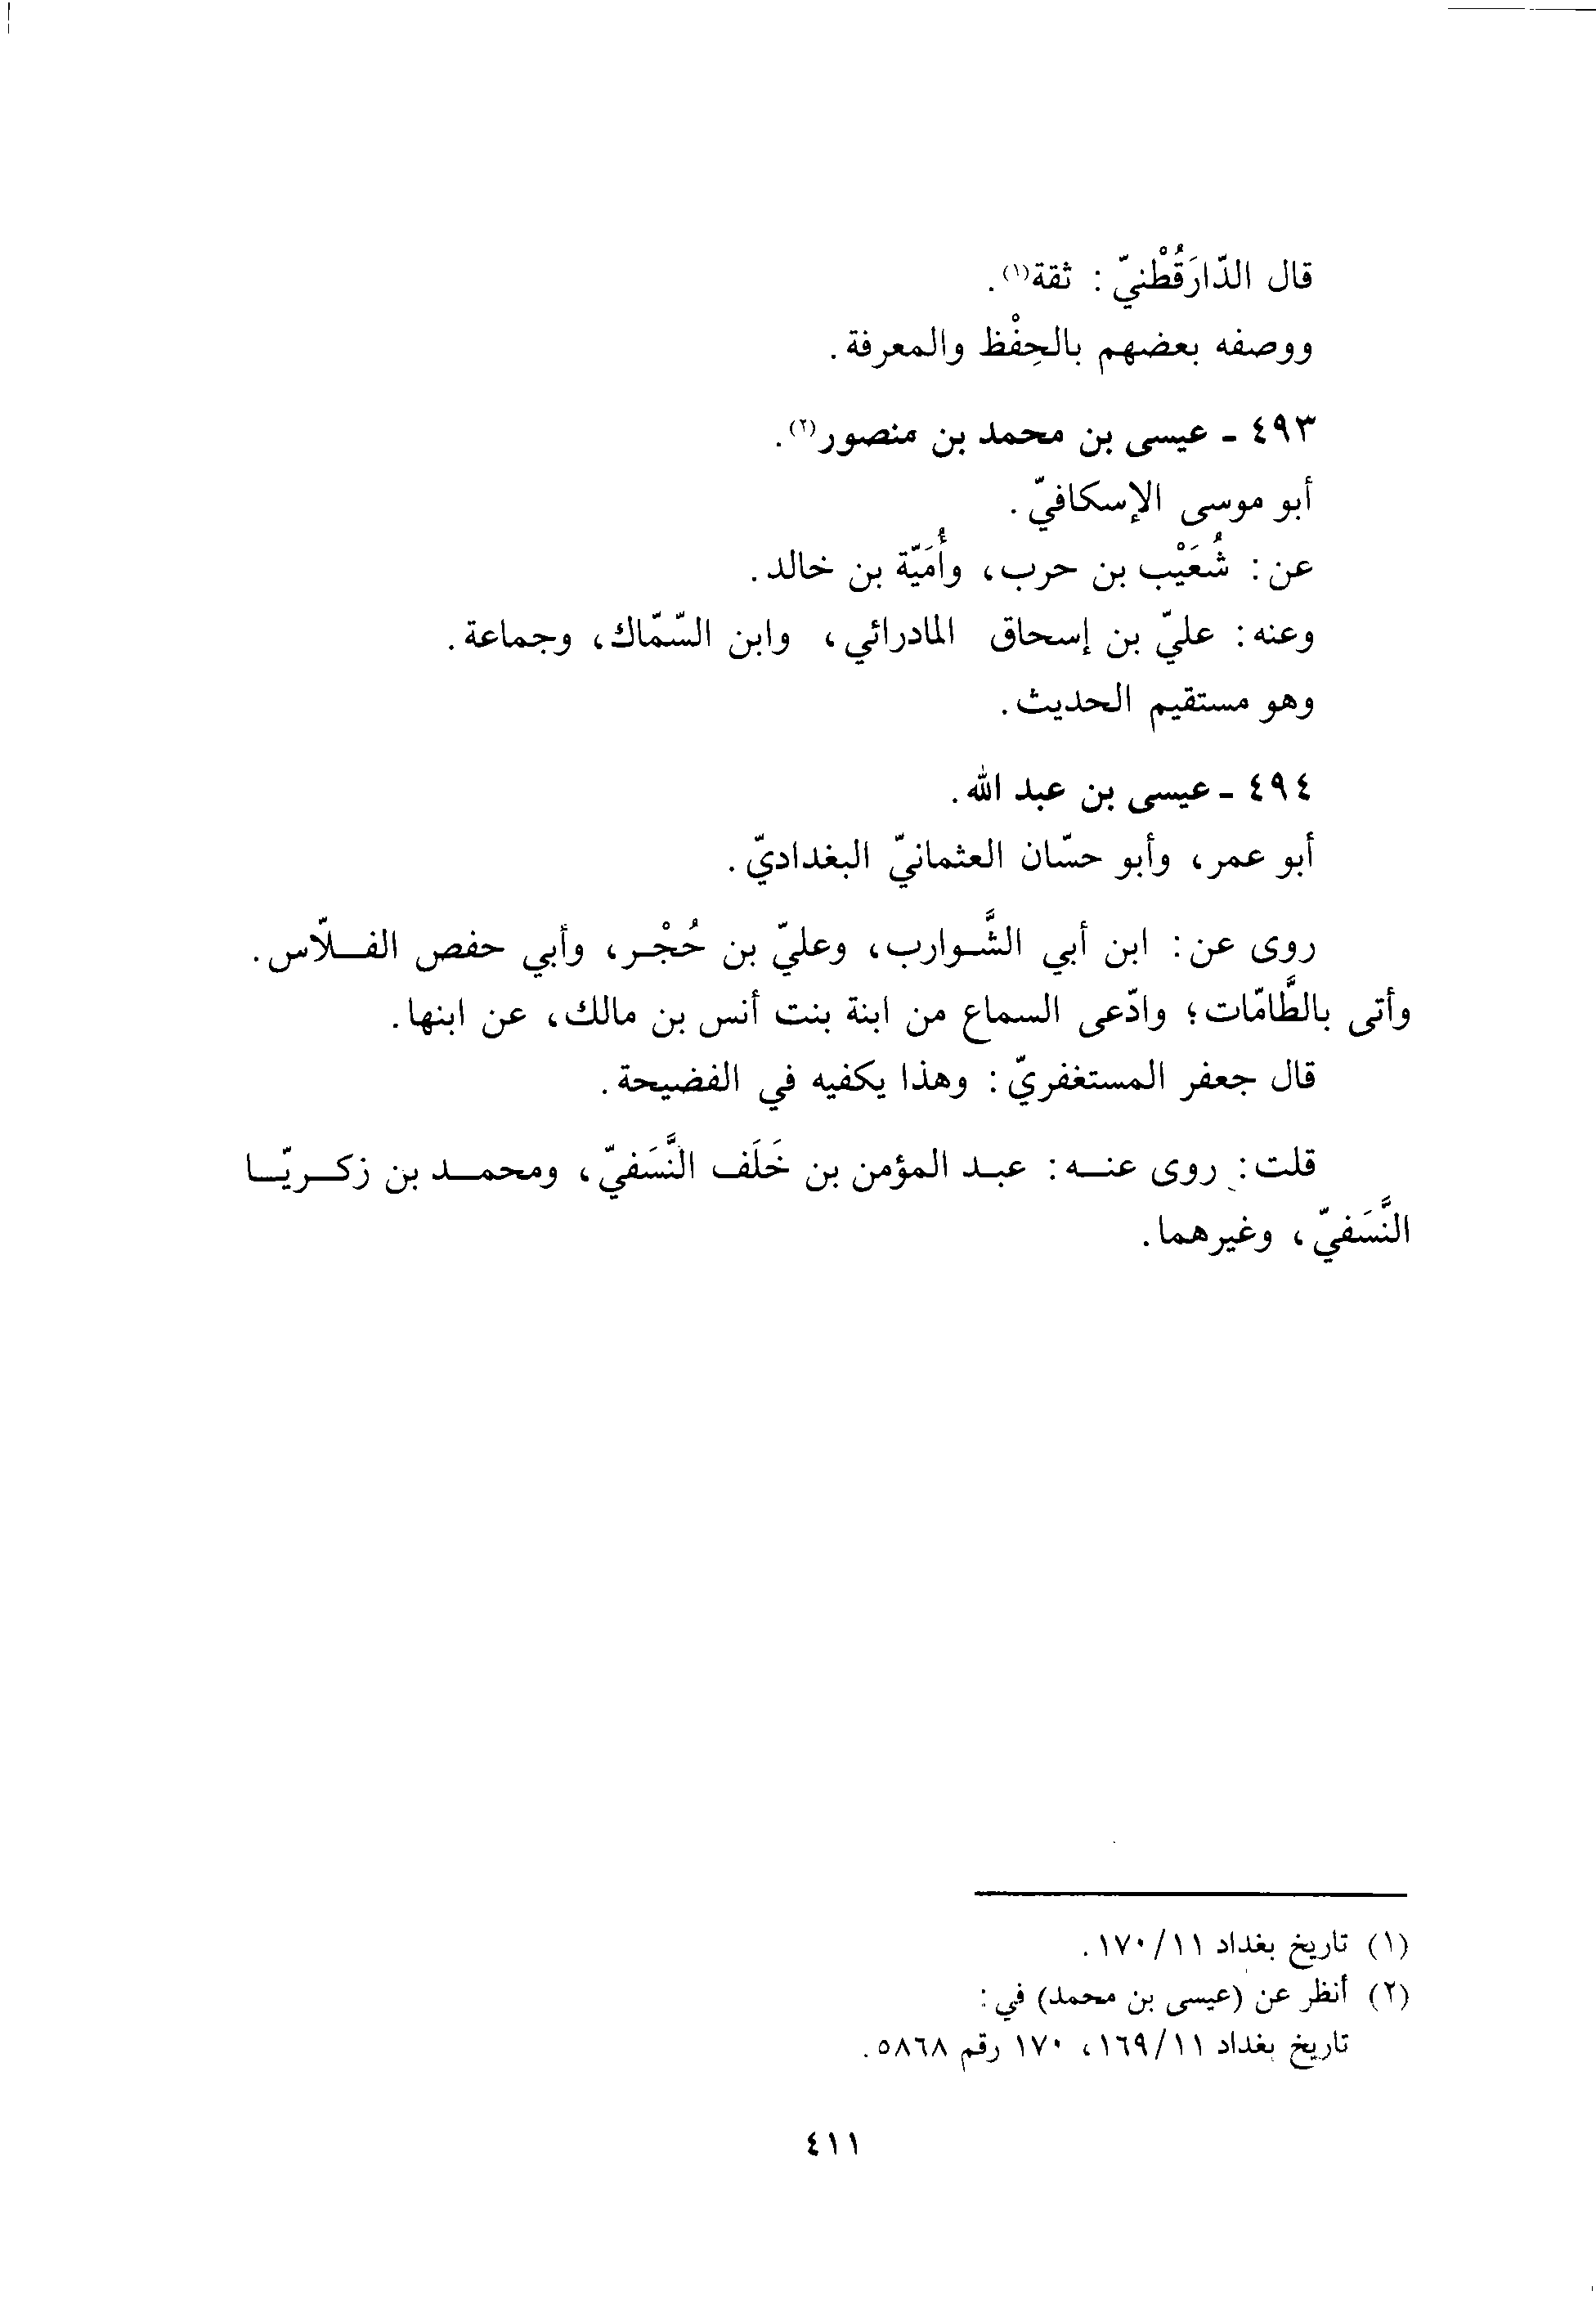 قال الدّارَقُطْنيّ: ثقة(١).
ووصفه بعضهم بالحِفْظ والمعرفة.
٤٩٣ - عيسى بن محمد بن منصور(٢).
أبو موسى الإسكافيّ.
عن: شُعَيْب بن حرب، وأُمَيّة بن خالد.
وعنه: عليّ بن إسحاق المادرائي، وابن السّمّاك، وجماعة.
وهو مستقيم الحديث.
٤٩٤ - عيسى بن عبد الله.
أبو عمر، وأبو حسّان العثمانيّ البغداديّ.
روى عن: ابن أبي الشَّوارب، وعليّ بن حُجْر، وأبي حفص الفلّاس.
وأتى بالطَّامّات؛ وادّعى السماع من ابنة بنت أنس بن مالك، عن ابنها.
قال جعفر المستغفريّ: وهذا يكفيه في الفضيحة.
قلت: روى عنه: عبد المؤمن بن خَلَف النَّسَفيّ، ومحمد بن زكريّا
النَّسَفيّ، وغيرهما.
(١) تاريخ بغداد ١١/١٧٠.
(٢) أنظر عن (عيسى بن محمد) في:
تاريخ بغداد ١١/١٦٩، ١٧٠ رقم ٥٨٦٨.
٤١١